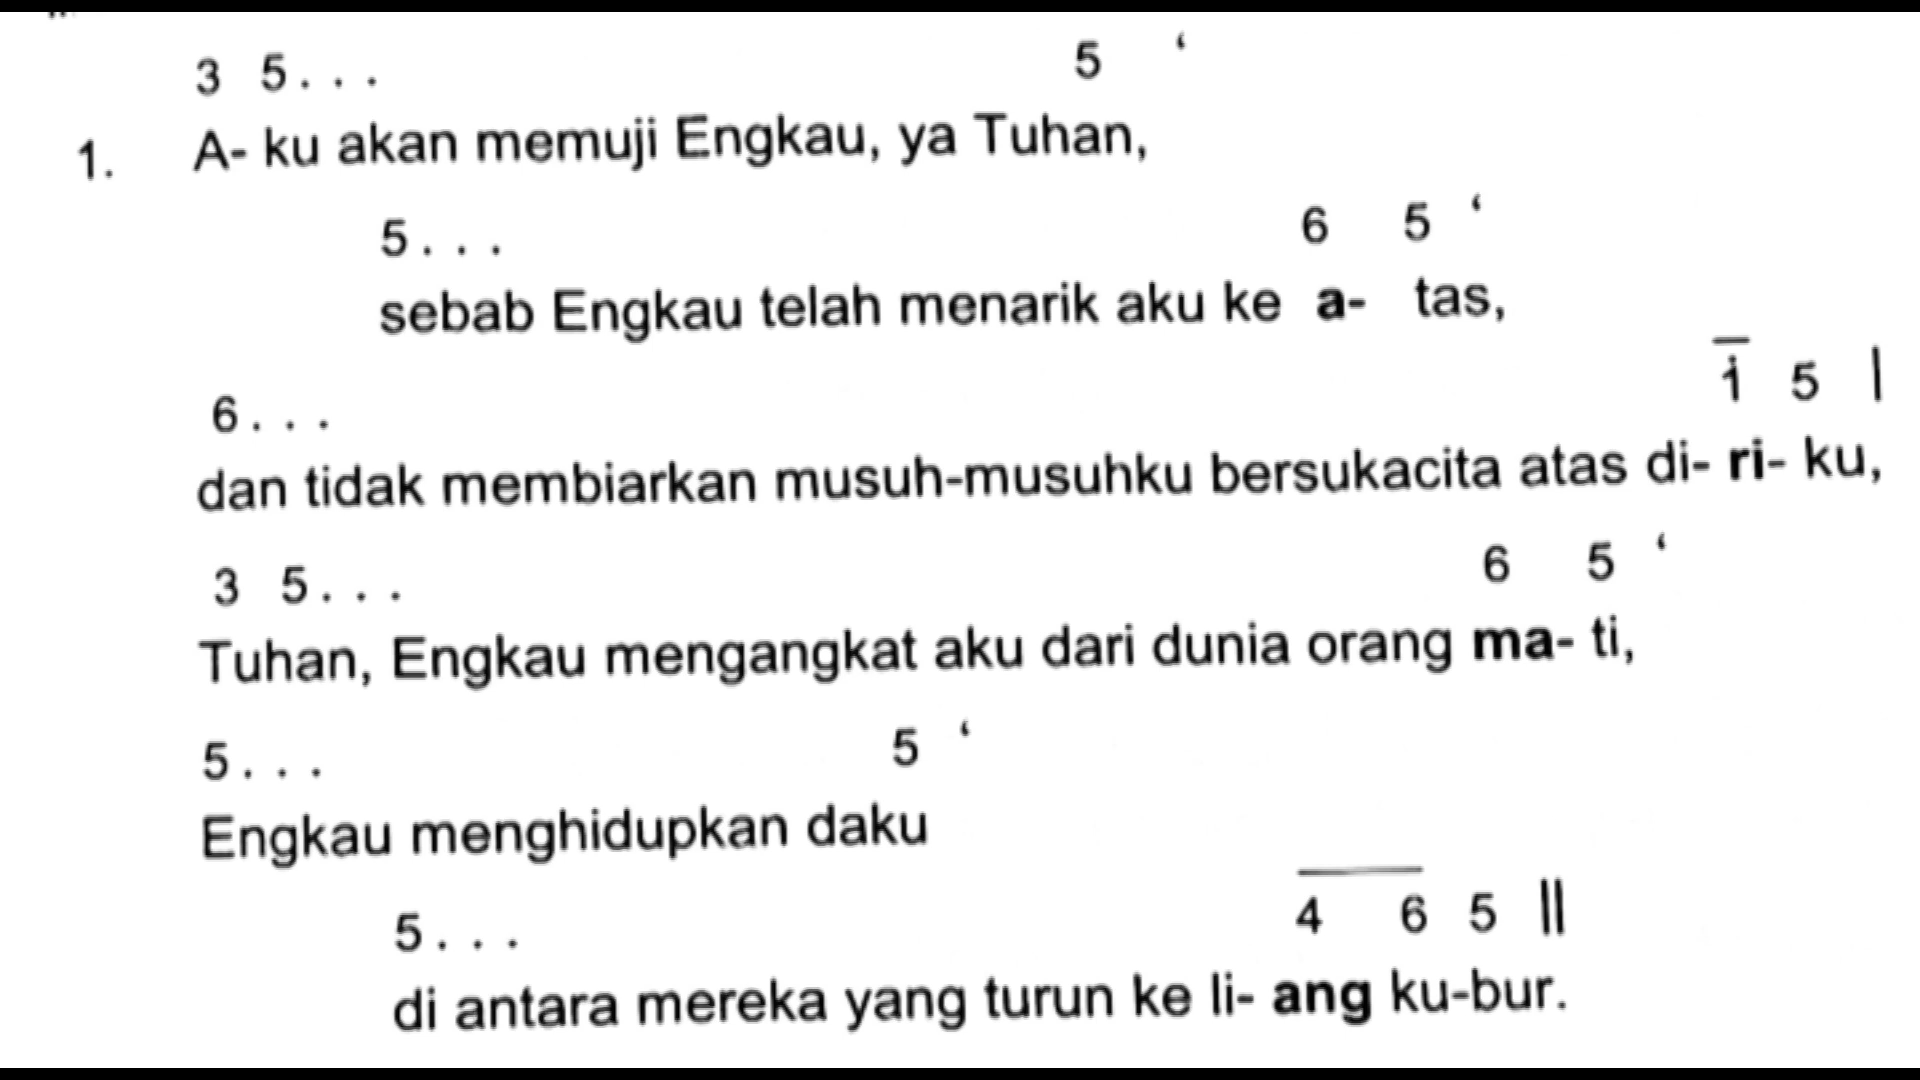 3 5 . . . 5 ‘
1. A- ku akan memuji Engkau, ya Tuhan,
5 . . . 6 5 ‘
sebab Engkau telah menarik aku ke a- tas,
6 . . . i 5 |
dan tidak membiarkan musuh-musuhku bersukacita atas di- ri- ku,
3 5 . . . 6 5 ‘
Tuhan, Engkau mengangkat aku dari dunia orang ma- ti,
5 . . . 5 ‘
Engkau menghidupkan daku
5 . . . 4 6 5 ||
di antara mereka yang turun ke li- ang ku-bur.